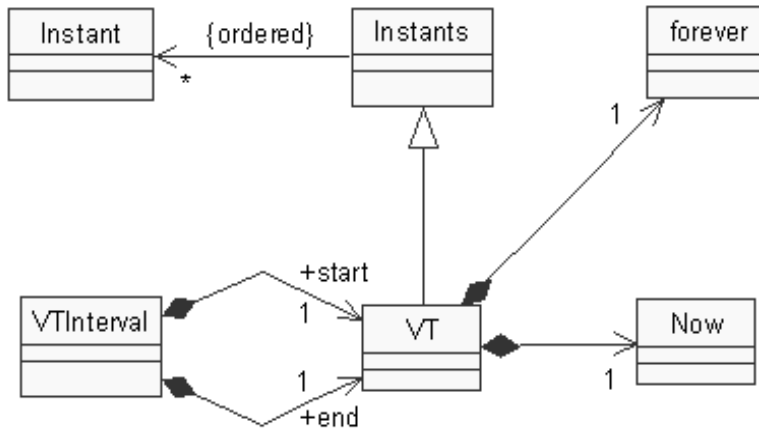 Instant
{ordered}
*
Instants
forever
1
+start
1
VTInterval
VT
Now
1
1
+end